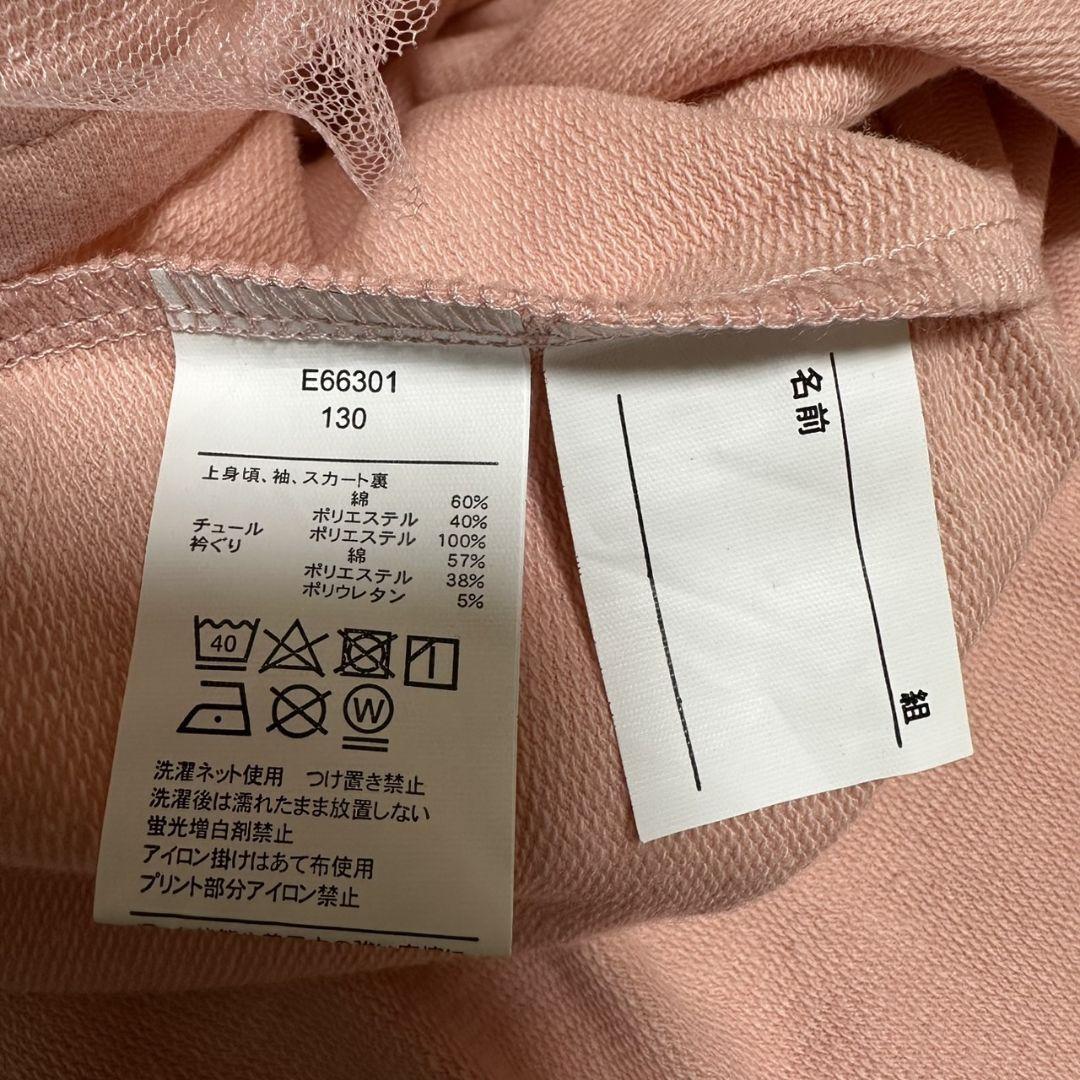 E66301
130
上身頃、袖、スカート裏
綿 60%
ポリエステル 40%
チュール ポリエステル 100%
衿ぐり 綿 57%
ポリエステル 38%
ポリウレタン 5%
40
W
洗濯ネット使用 つけ置き禁止
洗濯後は濡れたまま放置しない
蛍光増白剤禁止
アイロン掛けはあて布使用
プリント部分アイロン禁止
組
名前